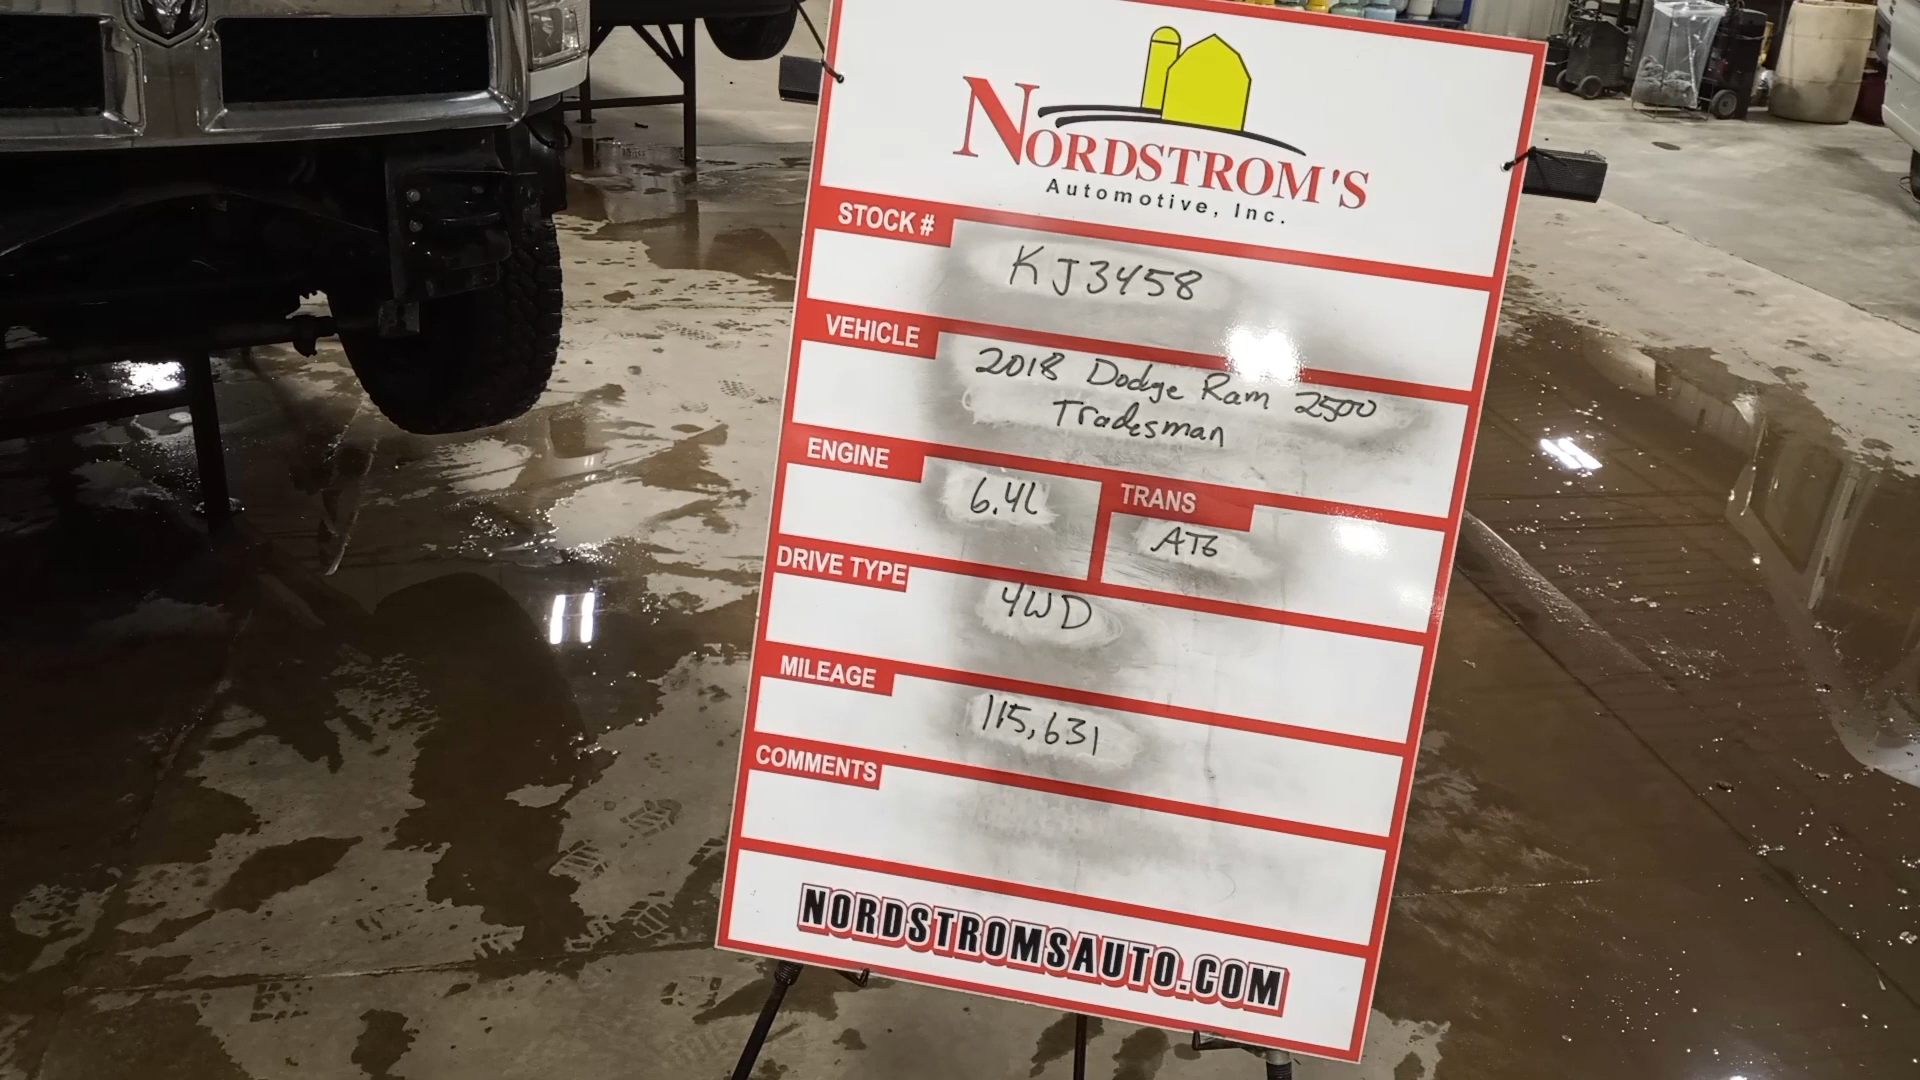 NORDSTROM'S
Automotive, Inc.
STOCK #
KJ3458
VEHICLE
2018 Dodge Ram 2500
Tradesman
ENGINE
6.4L
TRANS
AT6
DRIVE TYPE
4WD
MILEAGE
115,631
COMMENTS
NORDSTROMSAUTO.COM